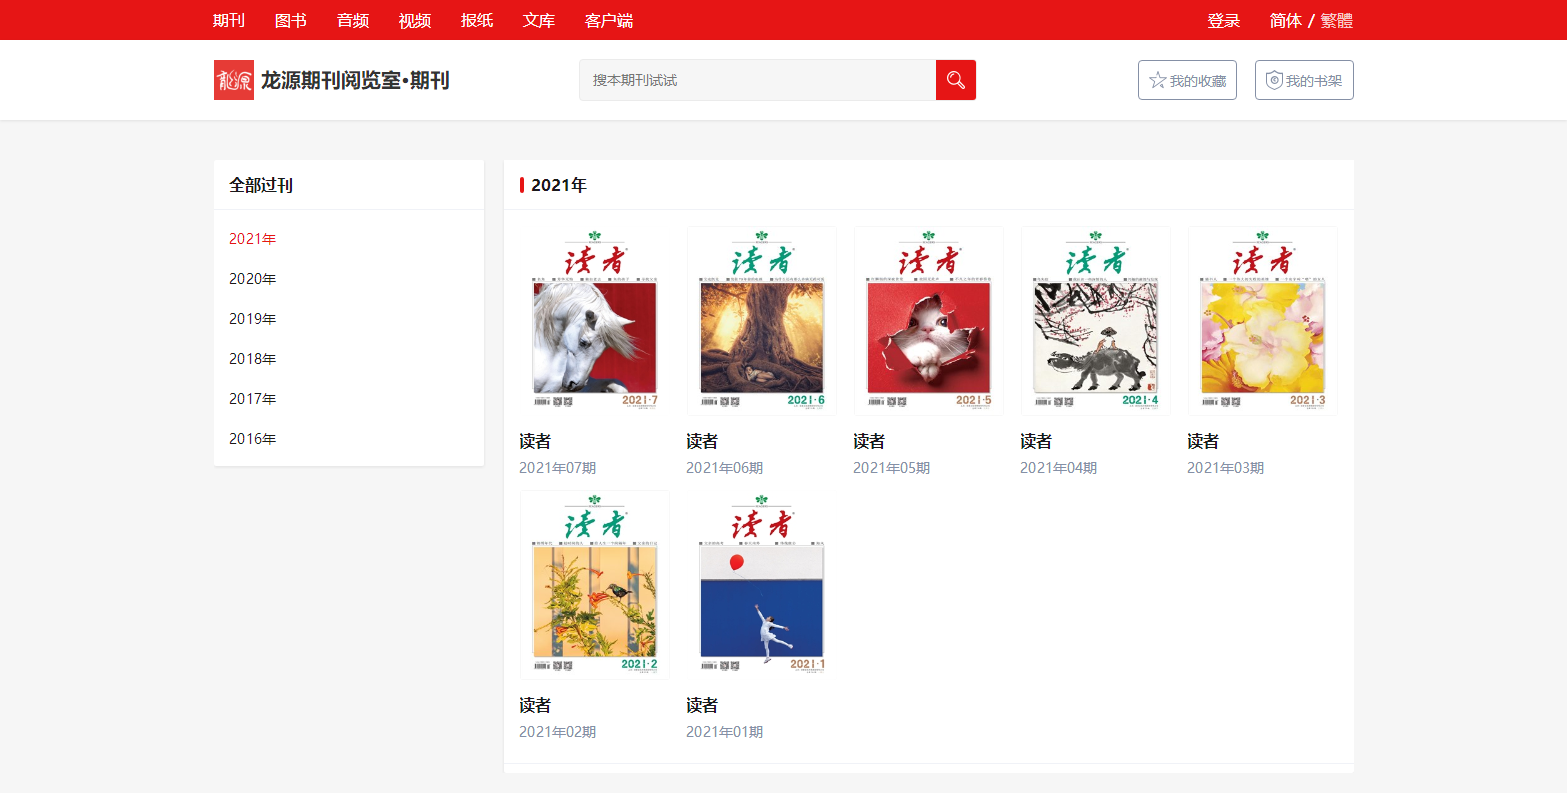 期刊 图书 音频 视频 报纸 文库 客户端 登录 简体 / 繁體
龙源 龙源期刊阅览室·期刊 搜本期刊试试 我的收藏 我的书架
全部过刊
2021年
2020年
2019年
2018年
2017年
2016年
2021年
读者 读者 读者 读者 读者
2021·7 2021·6 2021·5 2021·4 2021·3
读者 读者 读者 读者 读者
2021年07期 2021年06期 2021年05期 2021年04期 2021年03期
读者 读者
2021·2 2021·1
读者 读者
2021年02期 2021年01期